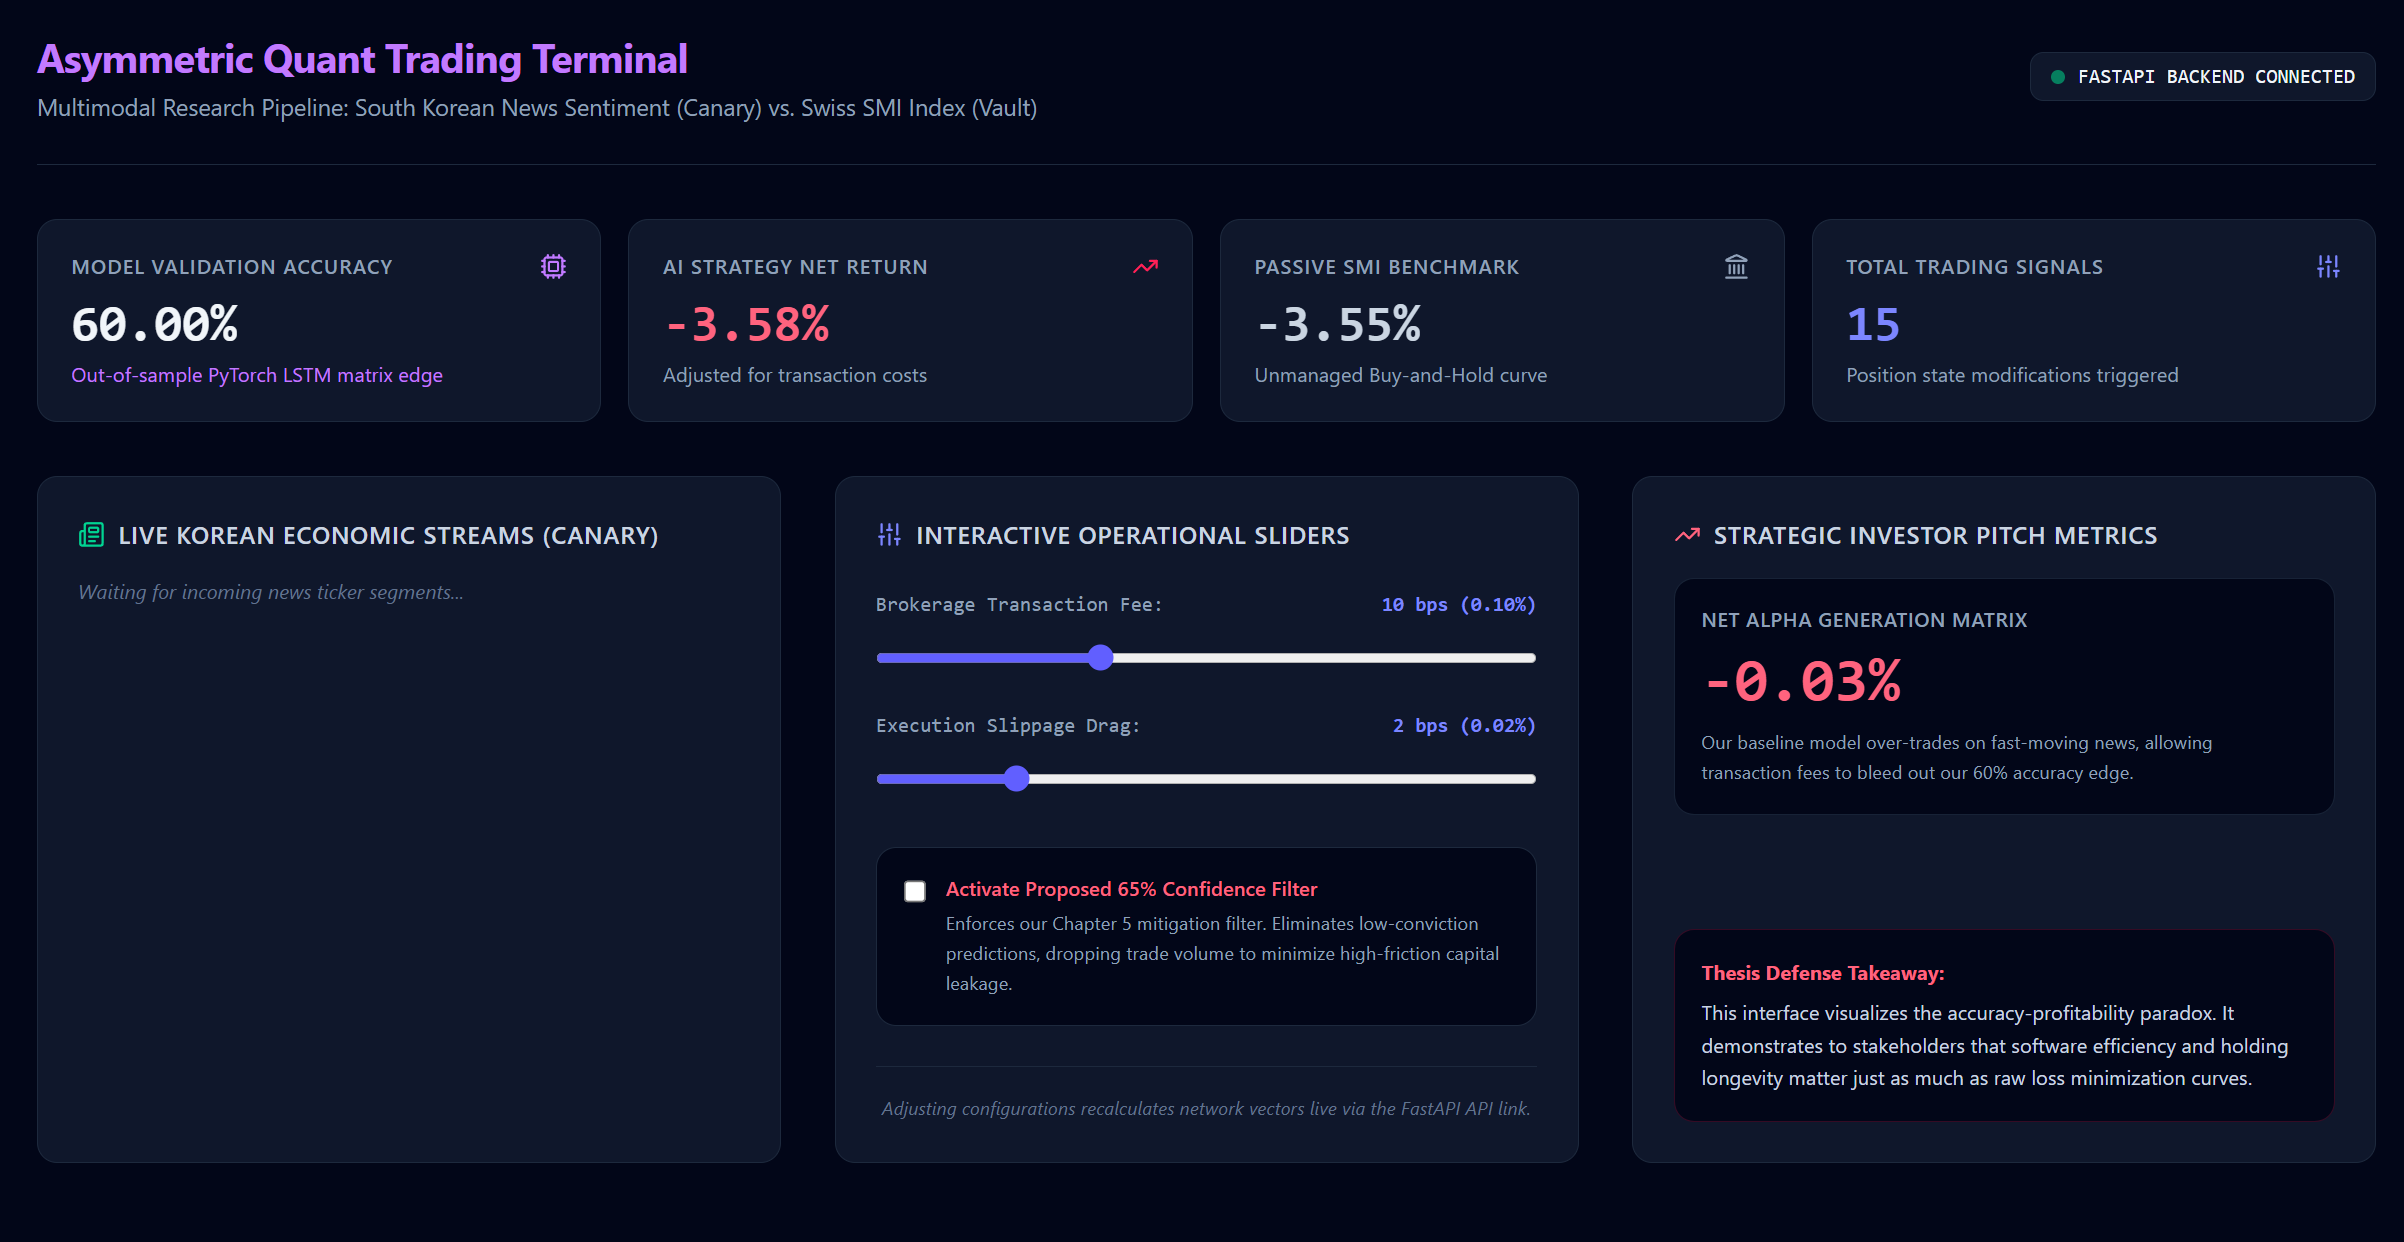 Asymmetric Quant Trading Terminal
Multimodal Research Pipeline: South Korean News Sentiment (Canary) vs. Swiss SMI Index (Vault)
FASTAPI BACKEND CONNECTED
MODEL VALIDATION ACCURACY
60.00%
Out-of-sample PyTorch LSTM matrix edge
AI STRATEGY NET RETURN
-3.58%
Adjusted for transaction costs
PASSIVE SMI BENCHMARK
-3.55%
Unmanaged Buy-and-Hold curve
TOTAL TRADING SIGNALS
15
Position state modifications triggered
LIVE KOREAN ECONOMIC STREAMS (CANARY)
Waiting for incoming news ticker segments...
INTERACTIVE OPERATIONAL SLIDERS
Brokerage Transaction Fee: 10 bps (0.10%)
Execution Slippage Drag: 2 bps (0.02%)
Activate Proposed 65% Confidence Filter
Enforces our Chapter 5 mitigation filter. Eliminates low-conviction
predictions, dropping trade volume to minimize high-friction capital
leakage.
Adjusting configurations recalculates network vectors live via the FastAPI API link.
STRATEGIC INVESTOR PITCH METRICS
NET ALPHA GENERATION MATRIX
-0.03%
Our baseline model over-trades on fast-moving news, allowing
transaction fees to bleed out our 60% accuracy edge.
Thesis Defense Takeaway:
This interface visualizes the accuracy-profitability paradox. It
demonstrates to stakeholders that software efficiency and holding
longevity matter just as much as raw loss minimization curves.